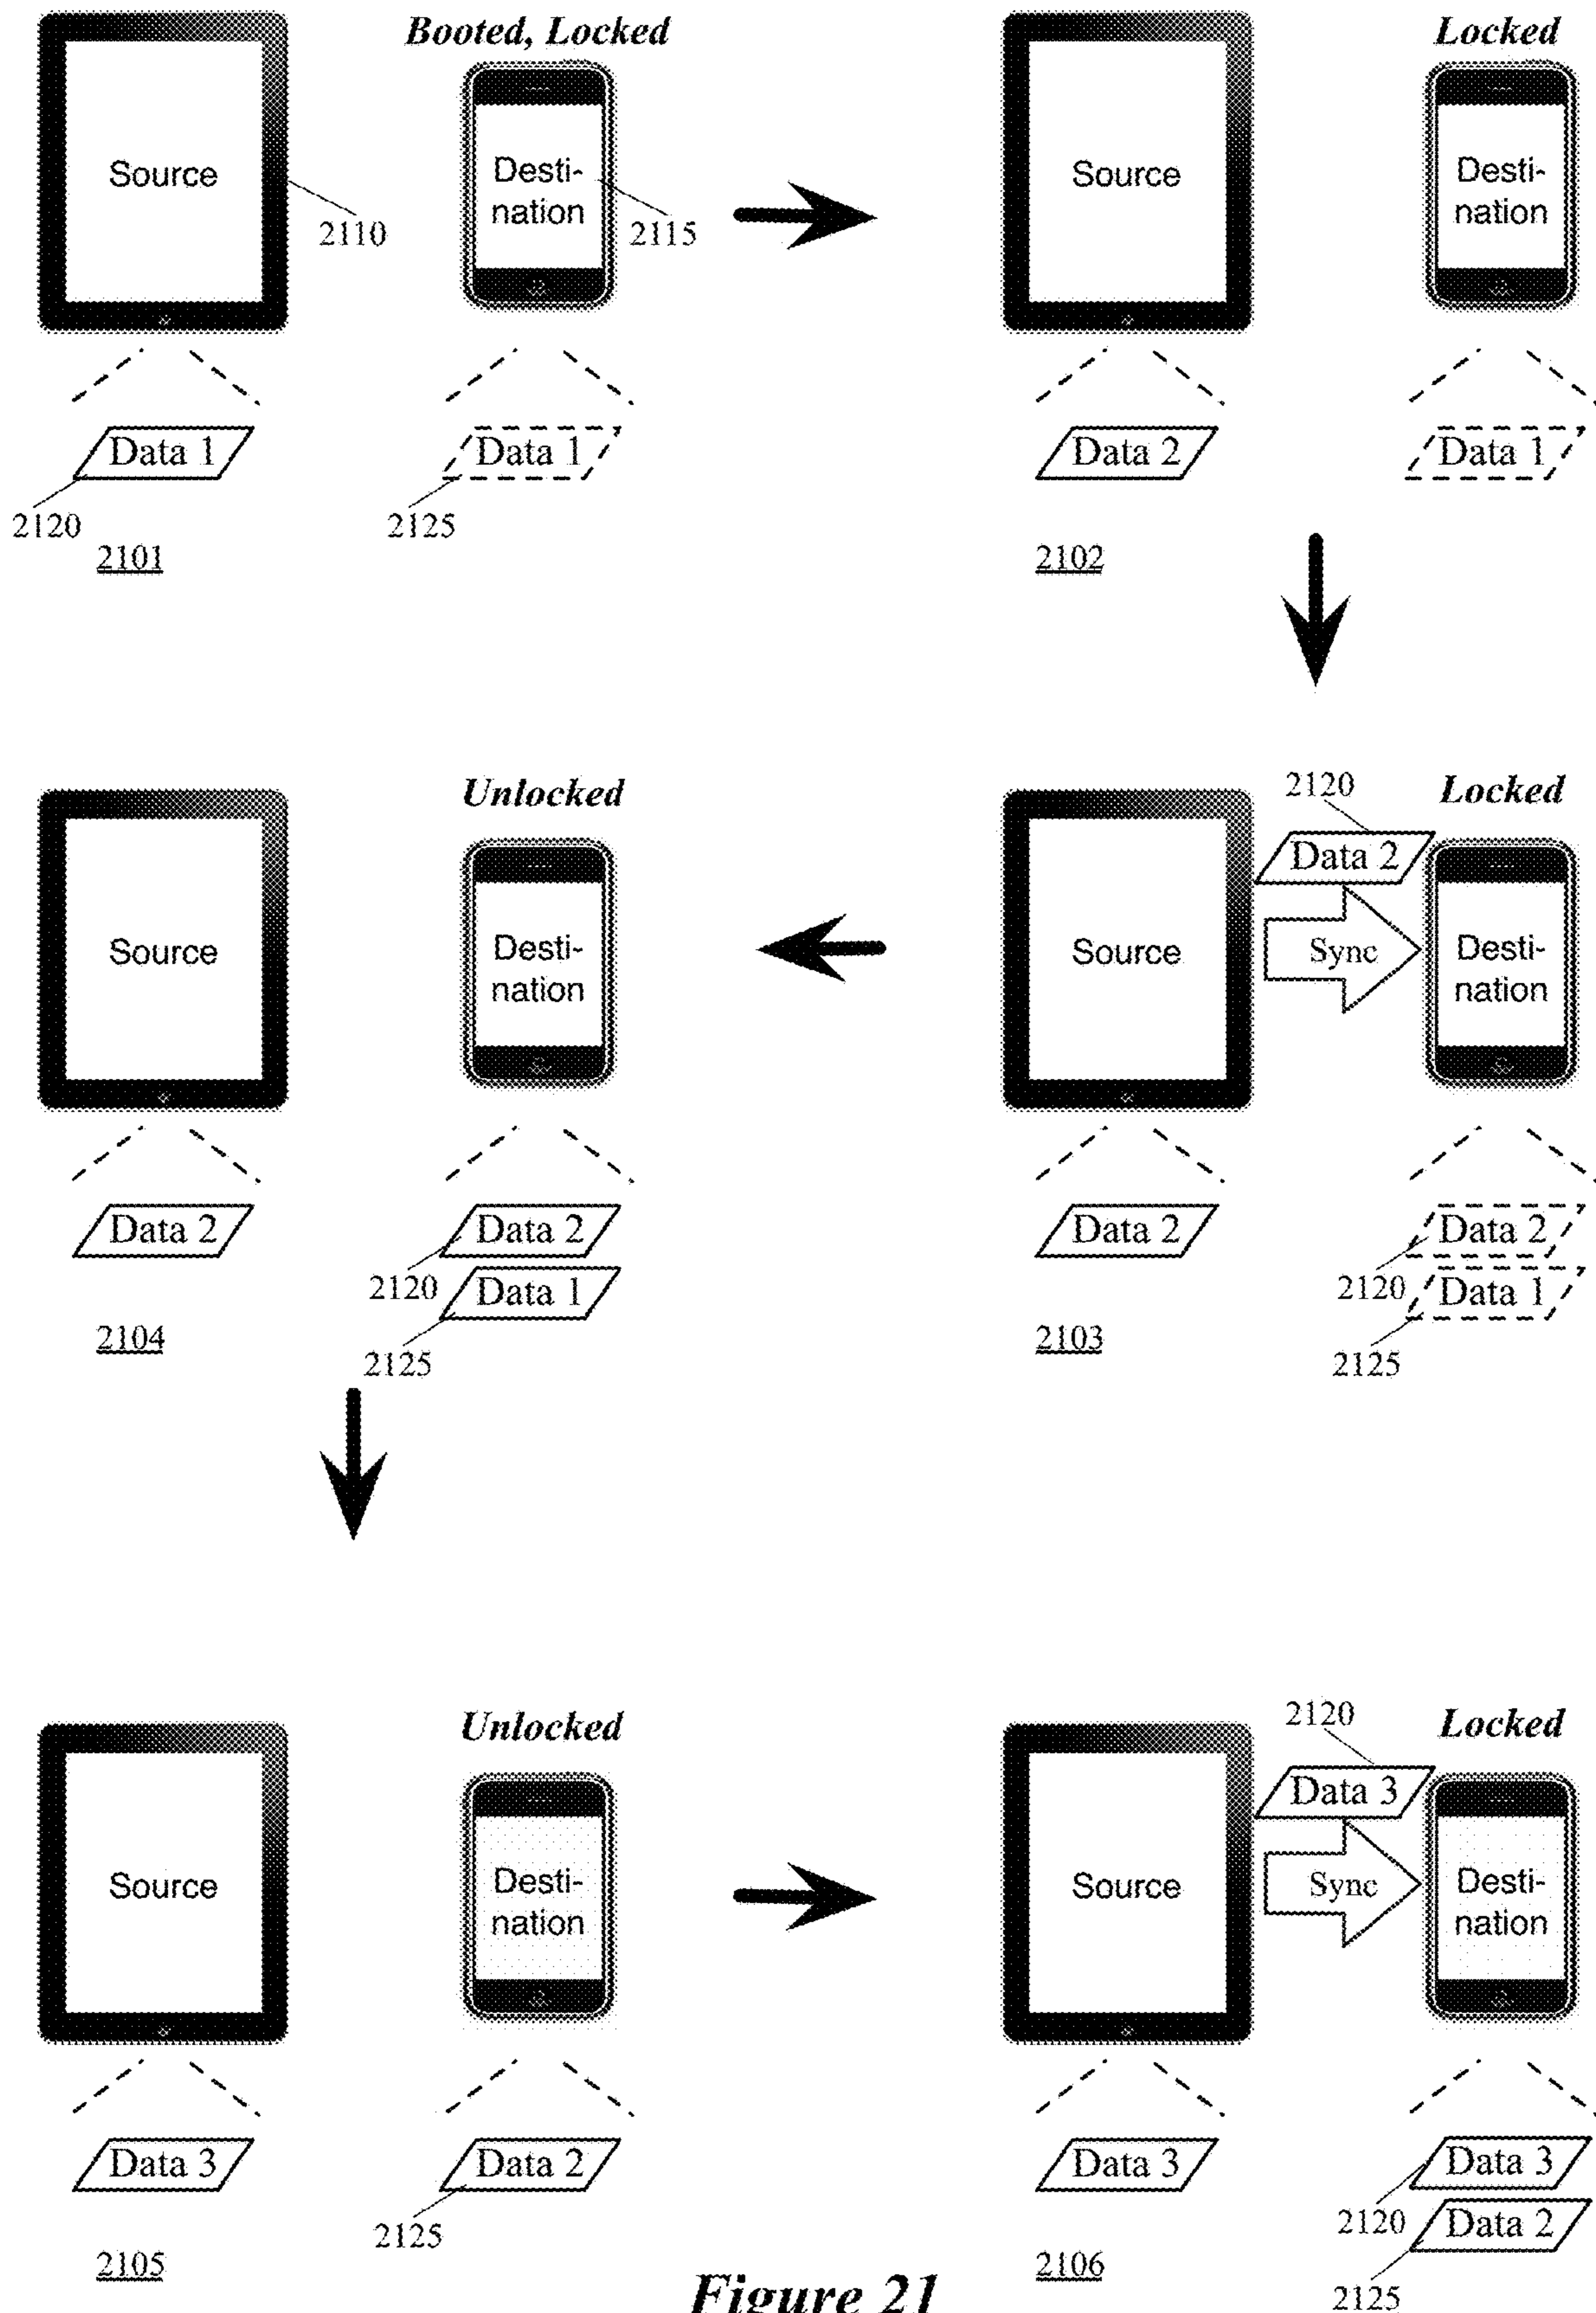 Booted, Locked
Source
Desti-
nation
2110
2115
Data 1
Data 1
2120
2125
2101
Locked
Source
Desti-
nation
Data 2
Data 1
2102
2120
Locked
Data 2
Source
Sync
Desti-
nation
Data 2
Data 2
2120
Data 1
2103
2125
Unlocked
Source
Desti-
nation
Data 2
Data 2
2120
Data 1
2104
2125
Unlocked
Source
Desti-
nation
Data 3
Data 2
2125
2105
2120
Locked
Data 3
Source
Sync
Desti-
nation
Data 3
Data 3
2120
Data 2
2106
2125
Figure 21